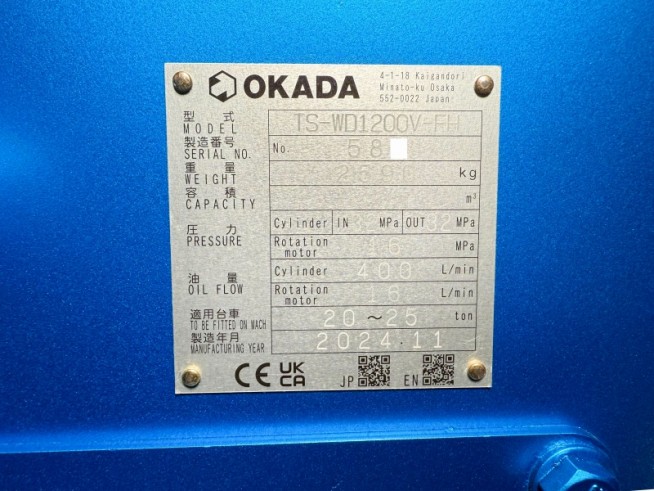 OKADA
4-1-18 Kaigandori
Minato-ku Osaka
552-0022 Japan
型式 MODEL TS-WD1200V-FH
製造番号 SERIAL NO. No. 58
重量 WEIGHT kg
容積 CAPACITY m³
圧力 PRESSURE Cylinder IN MPa OUT 32 MPa
Rotation motor 16 MPa
油量 OIL FLOW Cylinder 400 L/min
Rotation motor 16 L/min
適用台車 TO BE FITTED ON MACH 20~25 ton
製造年月 MANUFACTURING YEAR 2024.11
CE UKCA JP EN